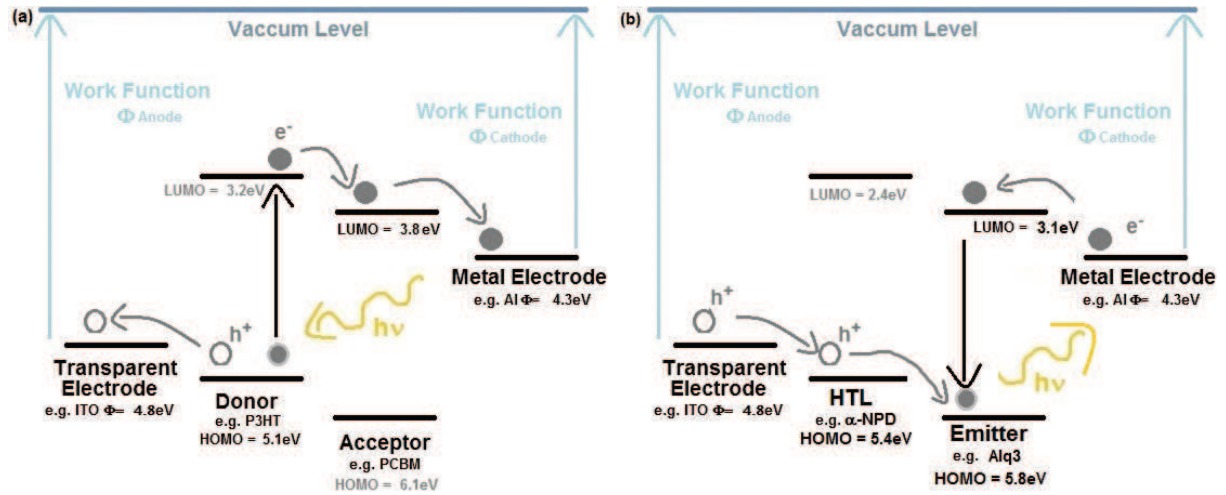 (a)
Vaccum Level
Work Function
Φ Anode
Work Function
Φ Cathode
e-
LUMO = 3.2eV
LUMO = 3.8 eV
Metal Electrode
e.g. Al Φ= 4.3eV
hν
h+
Transparent
Electrode
e.g. ITO Φ= 4.8eV
Donor
e.g. P3HT
HOMO = 5.1eV
Acceptor
e.g. PCBM
HOMO = 6.1eV
(b)
Vaccum Level
Work Function
Φ Anode
Work Function
Φ Cathode
LUMO = 2.4eV
LUMO = 3.1eV
e-
Metal Electrode
e.g. Al Φ= 4.3eV
h+
h+
hν
Transparent
Electrode
e.g. ITO Φ= 4.8eV
HTL
e.g. α-NPD
HOMO = 5.4eV
Emitter
e.g. Alq3
HOMO = 5.8eV